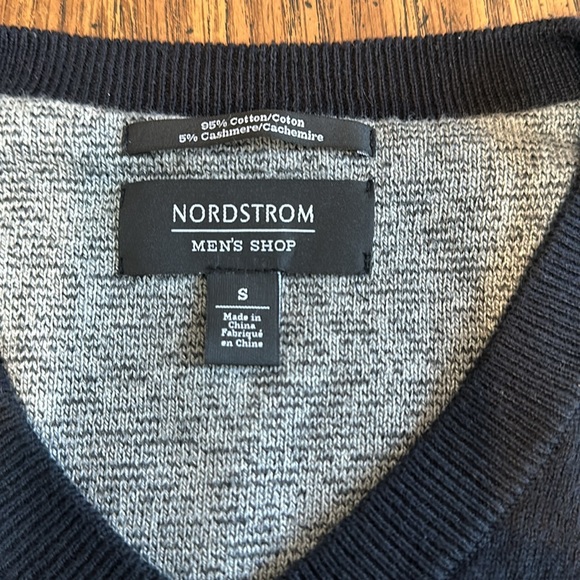 95% Cotton/Coton
5% Cashmere/Cachemire
NORDSTROM
MEN'S SHOP
S
Made in
China
Fabriqué
en Chine